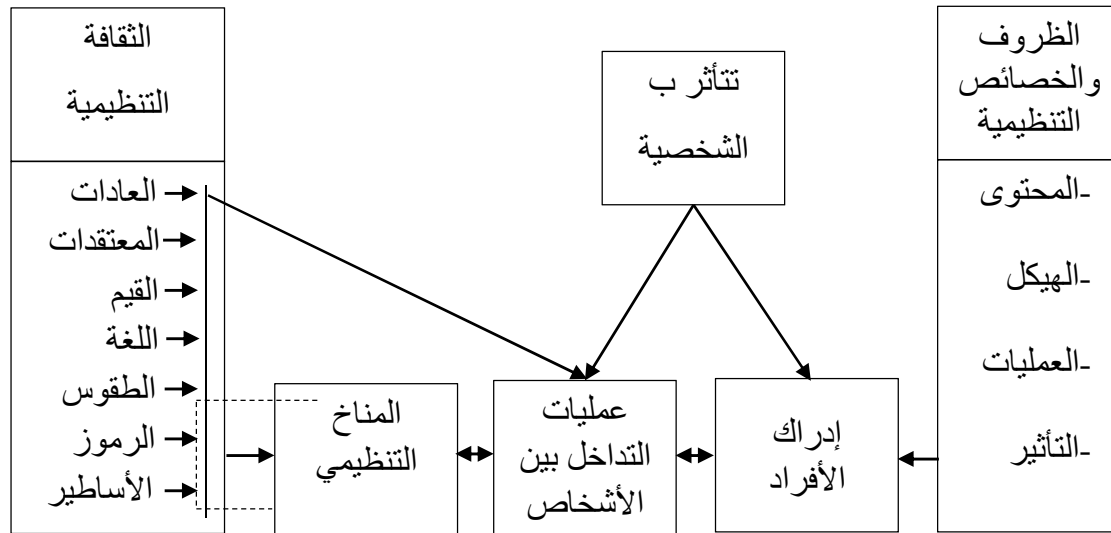 الظروف
والخصائص
التنظيمية
-المحتوى
-الهيكل
-العمليات
-التأثير
تتأثر ب
الشخصية
إدراك
الأفراد
عمليات
التداخل بين
الأشخاص
المناخ
التنظيمي
الثقافة
التنظيمية
العادات
المعتقدات
القيم
اللغة
الطقوس
الرموز
الأساطير